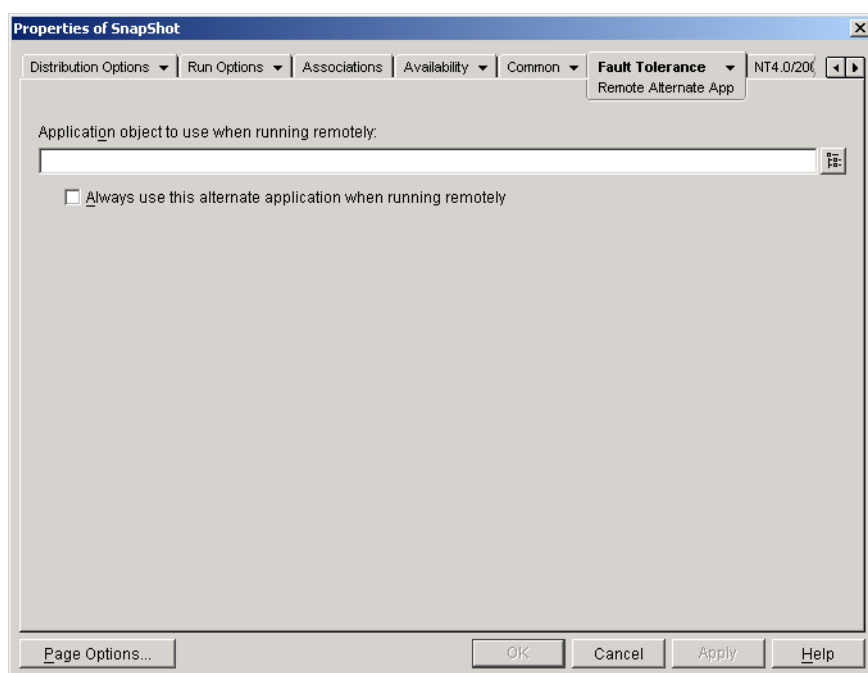 Properties of SnapShot
Distribution Options Run Options Associations Availability Common Fault Tolerance NT4.0/200
Remote Alternate App
Application object to use when running remotely:
Always use this alternate application when running remotely
Page Options... OK Cancel Apply Help